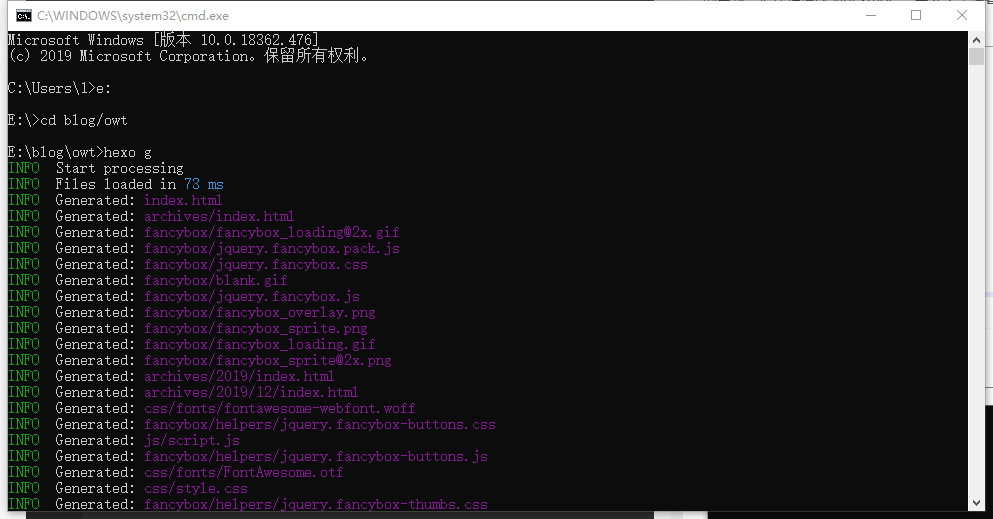 C:\WINDOWS\system32\cmd.exe
Microsoft Windows [版本 10.0.18362.476]
(c) 2019 Microsoft Corporation。保留所有权利。
C:\Users\1>e:
E:\>cd blog/owt
E:\blog\owt>hexo g
INFO  Start processing
INFO  Files loaded in 73 ms
INFO  Generated: index.html
INFO  Generated: archives/index.html
INFO  Generated: fancybox/fancybox_loading@2x.gif
INFO  Generated: fancybox/jquery.fancybox.pack.js
INFO  Generated: fancybox/jquery.fancybox.css
INFO  Generated: fancybox/blank.gif
INFO  Generated: fancybox/jquery.fancybox.js
INFO  Generated: fancybox/fancybox_overlay.png
INFO  Generated: fancybox/fancybox_sprite.png
INFO  Generated: fancybox/fancybox_loading.gif
INFO  Generated: fancybox/fancybox_sprite@2x.png
INFO  Generated: archives/2019/index.html
INFO  Generated: archives/2019/12/index.html
INFO  Generated: css/fonts/fontawesome-webfont.woff
INFO  Generated: fancybox/helpers/jquery.fancybox-buttons.css
INFO  Generated: js/script.js
INFO  Generated: fancybox/helpers/jquery.fancybox-buttons.js
INFO  Generated: css/fonts/FontAwesome.otf
INFO  Generated: css/style.css
INFO  Generated: fancybox/helpers/jquery.fancybox-thumbs.css